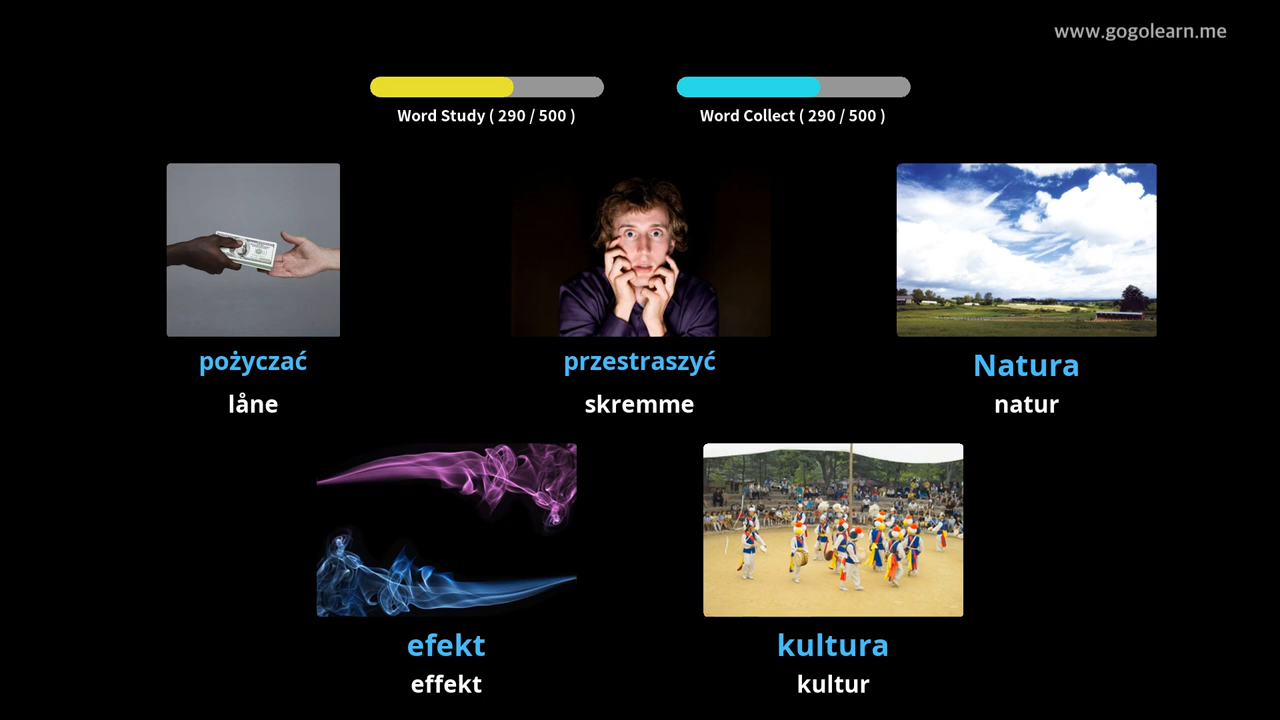 www.gogolearn.me
Word Study ( 290 / 500 )
Word Collect ( 290 / 500 )
pożyczać
låne
przestraszyć
skremme
Natura
natur
efekt
effekt
kultura
kultur